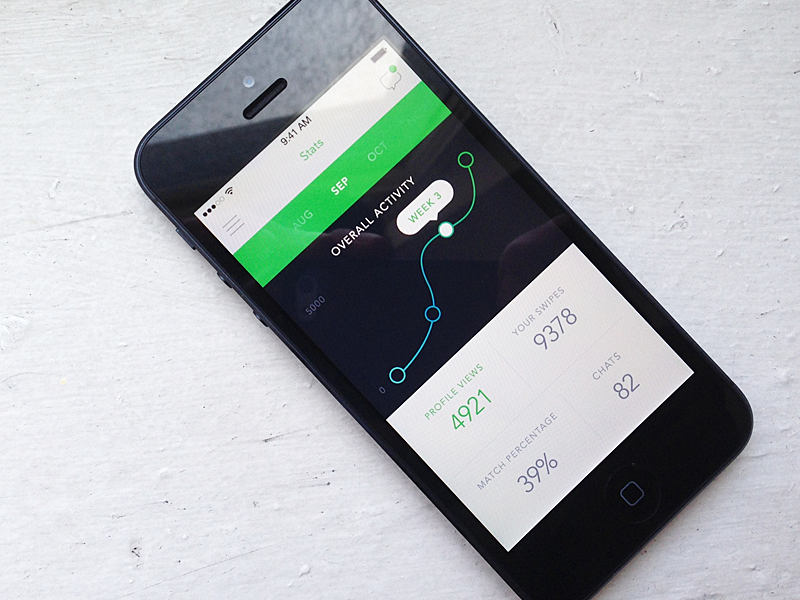 9:41 AM
Stats
AUG SEP OCT
OVERALL ACTIVITY
WEEK 3
5000
0
PROFILE VIEWS
4921
YOUR SWIPES
9378
MATCH PERCENTAGE
39%
CHATS
82